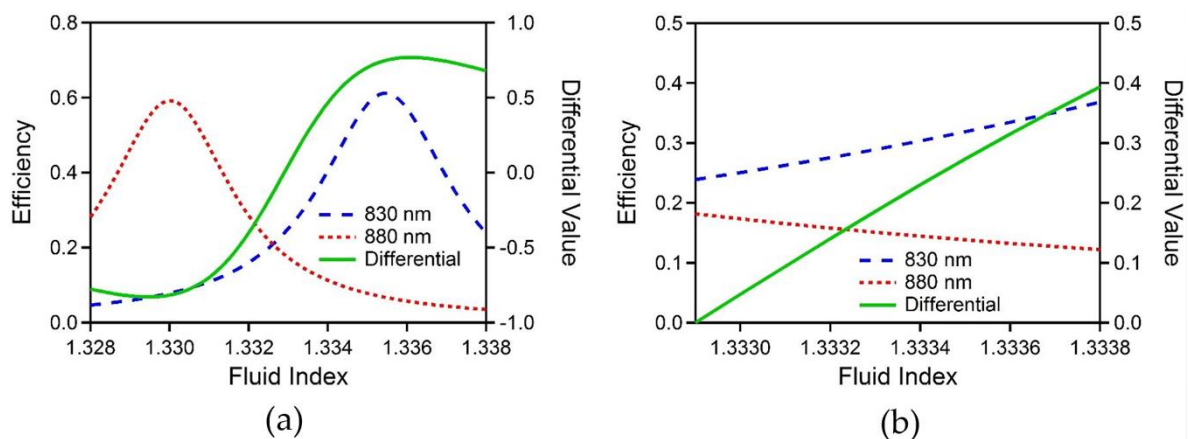 0.8
0.6
0.4
0.2
0.0
Efficiency
1.0
0.5
0.0
-0.5
-1.0
Differential Value
830 nm
880 nm
Differential
1.328 1.330 1.332 1.334 1.336 1.338
Fluid Index
(a)
0.5
0.4
0.3
0.2
0.1
0.0
Efficiency
0.5
0.4
0.3
0.2
0.1
0.0
Differential Value
830 nm
880 nm
Differential
1.3330 1.3332 1.3334 1.3336 1.3338
Fluid Index
(b)